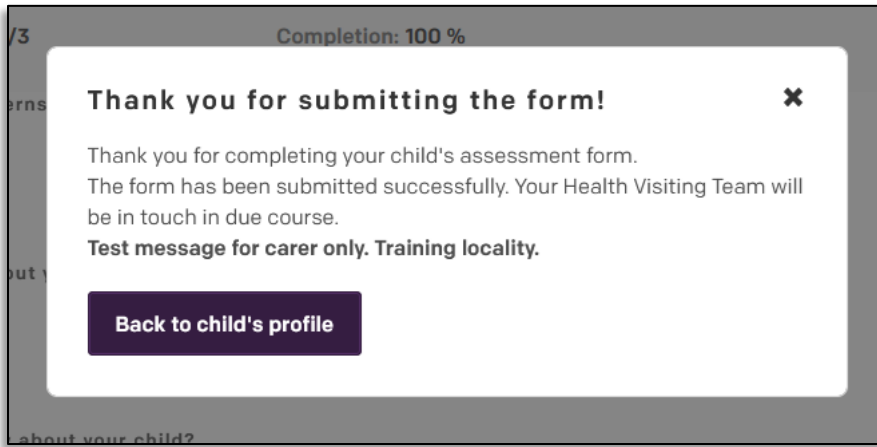 /3 Completion: 100 %
Thank you for submitting the form! ✖
Thank you for completing your child's assessment form.
The form has been submitted successfully. Your Health Visiting Team will
be in touch in due course.
Test message for carer only. Training locality.
Back to child's profile
about your child?